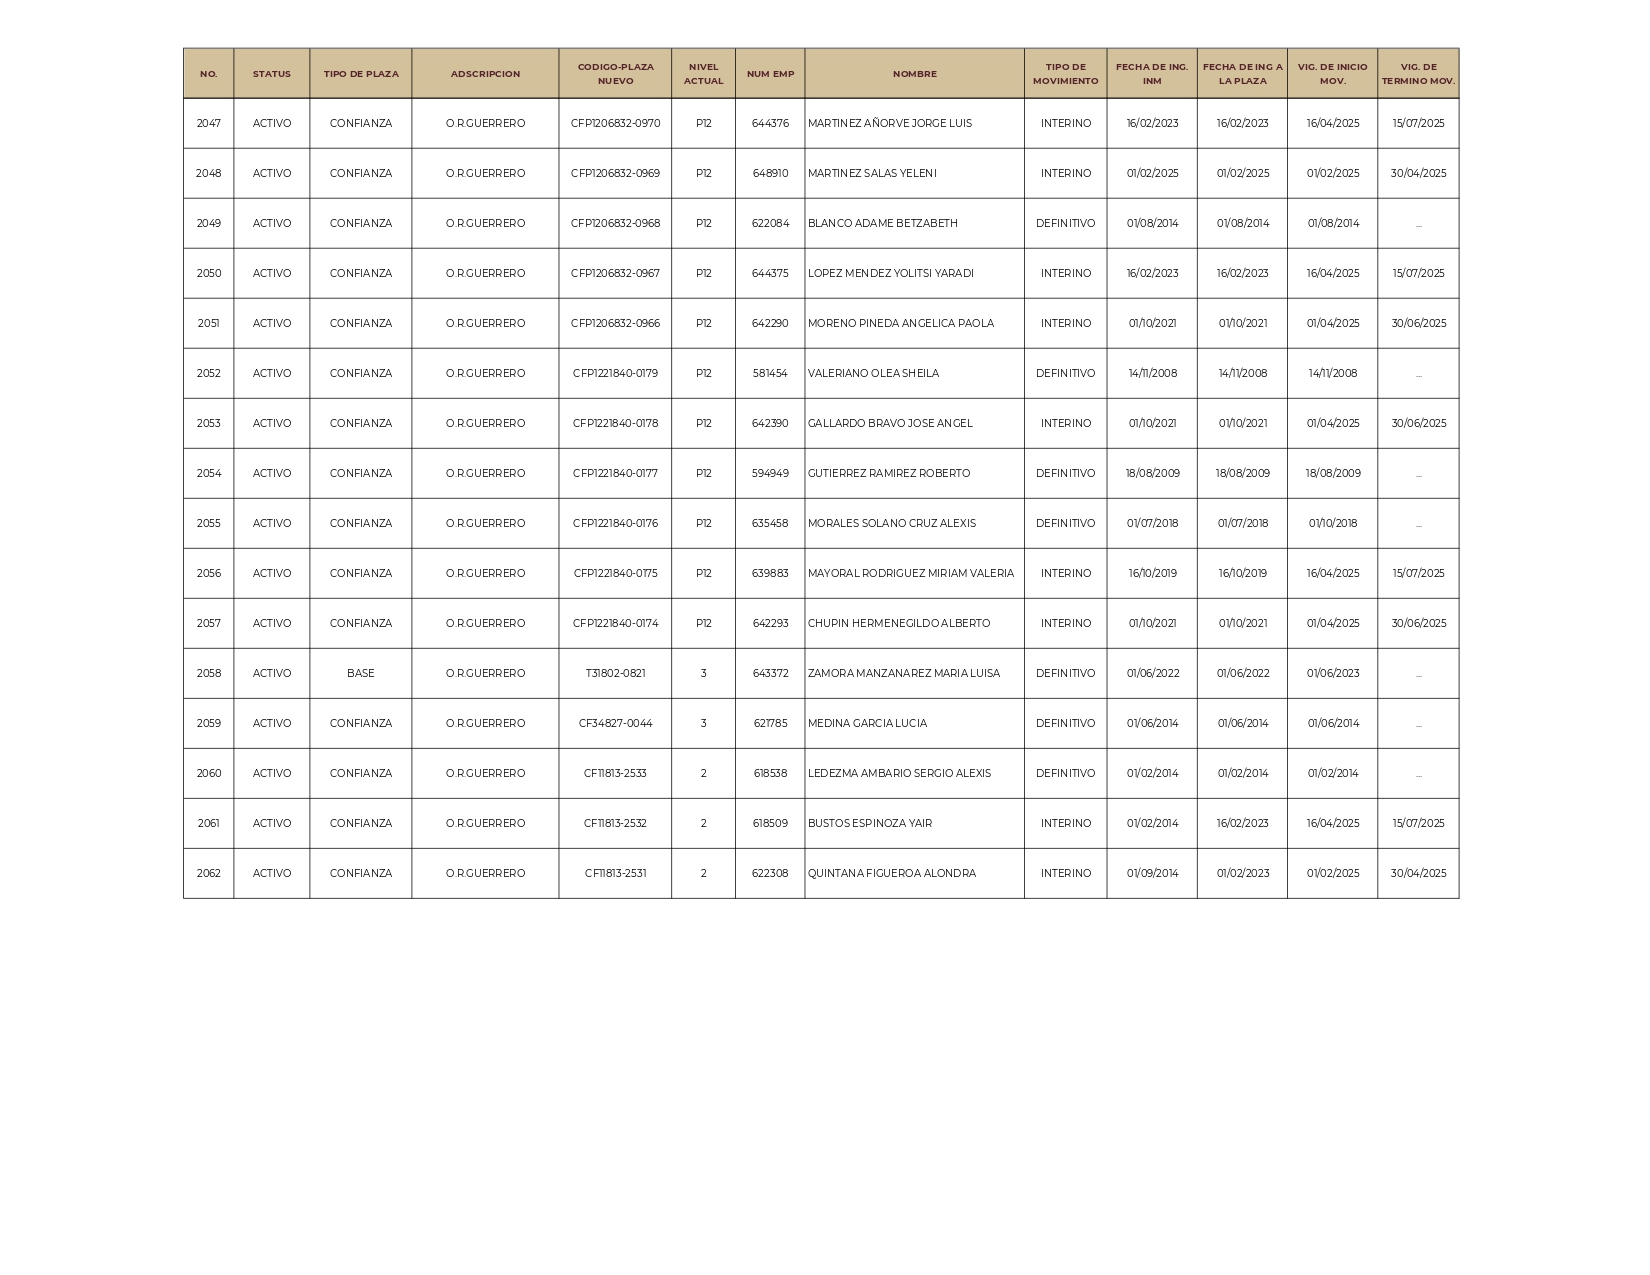 NO. STATUS TIPO DE PLAZA ADSCRIPCION CODIGO-PLAZA NUEVO NIVEL ACTUAL NUM EMP NOMBRE TIPO DE MOVIMIENTO FECHA DE ING. INM FECHA DE ING A LA PLAZA VIG. DE INICIO MOV. VIG. DE TERMINO MOV.
2047 ACTIVO CONFIANZA O.R.GUERRERO CFP1206832-0970 P12 644376 MARTINEZ AÑORVE JORGE LUIS INTERINO 16/02/2023 16/02/2023 16/04/2025 15/07/2025
2048 ACTIVO CONFIANZA O.R.GUERRERO CFP1206832-0969 P12 648910 MARTINEZ SALAS YELENI INTERINO 01/02/2025 01/02/2025 01/02/2025 30/04/2025
2049 ACTIVO CONFIANZA O.R.GUERRERO CFP1206832-0968 P12 622084 BLANCO ADAME BETZABETH DEFINITIVO 01/08/2014 01/08/2014 01/08/2014 ...
2050 ACTIVO CONFIANZA O.R.GUERRERO CFP1206832-0967 P12 644375 LOPEZ MENDEZ YOLITSI YARADI INTERINO 16/02/2023 16/02/2023 16/04/2025 15/07/2025
2051 ACTIVO CONFIANZA O.R.GUERRERO CFP1206832-0966 P12 642290 MORENO PINEDA ANGELICA PAOLA INTERINO 01/10/2021 01/10/2021 01/04/2025 30/06/2025
2052 ACTIVO CONFIANZA O.R.GUERRERO CFP1221840-0179 P12 581454 VALERIANO OLEA SHEILA DEFINITIVO 14/11/2008 14/11/2008 14/11/2008 ...
2053 ACTIVO CONFIANZA O.R.GUERRERO CFP1221840-0178 P12 642390 GALLARDO BRAVO JOSE ANGEL INTERINO 01/10/2021 01/10/2021 01/04/2025 30/06/2025
2054 ACTIVO CONFIANZA O.R.GUERRERO CFP1221840-0177 P12 594949 GUTIERREZ RAMIREZ ROBERTO DEFINITIVO 18/08/2009 18/08/2009 18/08/2009 ...
2055 ACTIVO CONFIANZA O.R.GUERRERO CFP1221840-0176 P12 635458 MORALES SOLANO CRUZ ALEXIS DEFINITIVO 01/07/2018 01/07/2018 01/10/2018 ...
2056 ACTIVO CONFIANZA O.R.GUERRERO CFP1221840-0175 P12 639883 MAYORAL RODRIGUEZ MIRIAM VALERIA INTERINO 16/10/2019 16/10/2019 16/04/2025 15/07/2025
2057 ACTIVO CONFIANZA O.R.GUERRERO CFP1221840-0174 P12 642293 CHUPIN HERMENEGILDO ALBERTO INTERINO 01/10/2021 01/10/2021 01/04/2025 30/06/2025
2058 ACTIVO BASE O.R.GUERRERO T31802-0821 3 643372 ZAMORA MANZANAREZ MARIA LUISA DEFINITIVO 01/06/2022 01/06/2022 01/06/2023 ...
2059 ACTIVO CONFIANZA O.R.GUERRERO CF34827-0044 3 621785 MEDINA GARCIA LUCIA DEFINITIVO 01/06/2014 01/06/2014 01/06/2014 ...
2060 ACTIVO CONFIANZA O.R.GUERRERO CF11813-2533 2 618538 LEDEZMA AMBARIO SERGIO ALEXIS DEFINITIVO 01/02/2014 01/02/2014 01/02/2014 ...
2061 ACTIVO CONFIANZA O.R.GUERRERO CF11813-2532 2 618509 BUSTOS ESPINOZA YAIR INTERINO 01/02/2014 16/02/2023 16/04/2025 15/07/2025
2062 ACTIVO CONFIANZA O.R.GUERRERO CF11813-2531 2 622308 QUINTANA FIGUEROA ALONDRA INTERINO 01/09/2014 01/02/2023 01/02/2025 30/04/2025